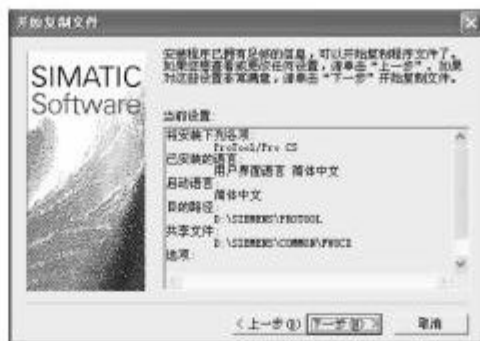 开始复制文件
SIMATIC
Software
安装程序已拥有足够的信息，可以开始复制程序文件了。
如果还想查看或更改任何设置，请单击“上一步”。如果
对这些设置非常满意，请单击“下一步”开始复制文件。
当前设置：
将安装下列各项
ProTool/Pro CS
已安装的语言
用户界面语言 简体中文
启动语言
简体中文
目的路径
D:\SIEMENS\PROTOOL
共享文件
D:\SIEMENS\COMMON\
选项
<上一步(B)
下一步(N)>
取消